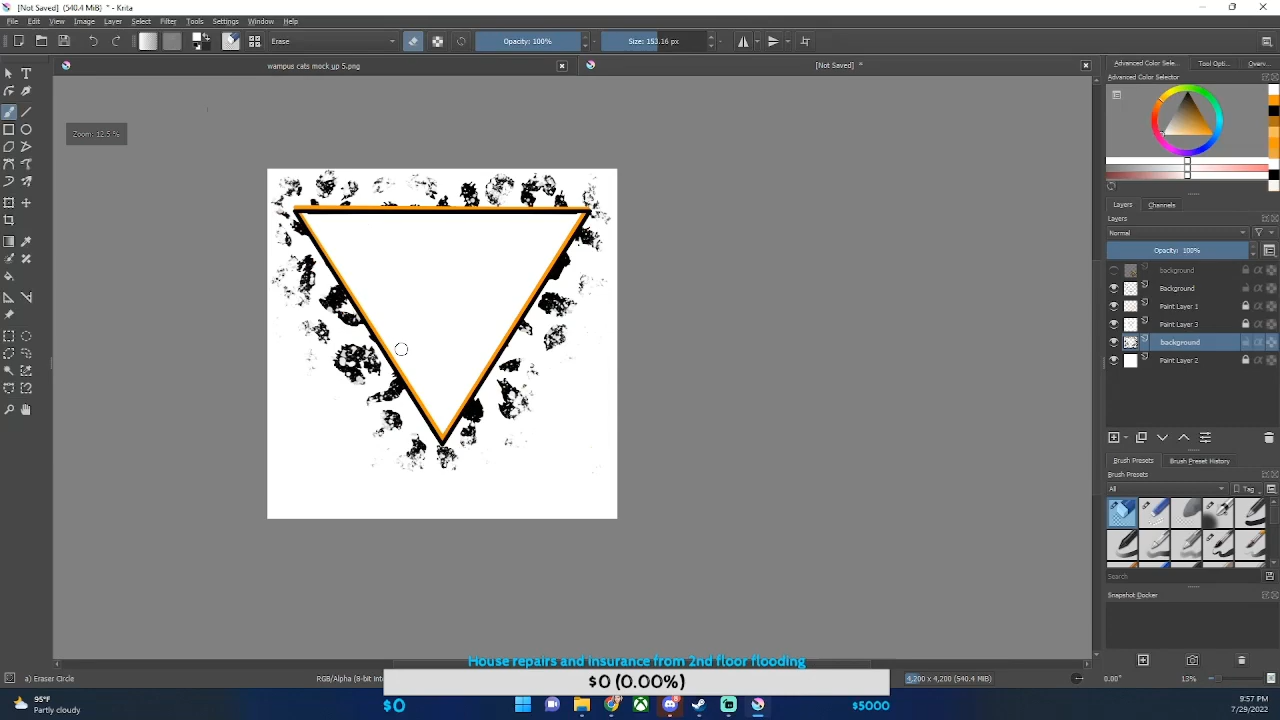 [Not Saved] (540.4 MiB) * - Krita
File Edit View Image Layer Select Filter Tools Settings Window Help
Erase
Opacity: 100%
Size: 153.16 px
wampus cats mock up 5.png
[Not Saved] *
Advanced Color Sele...
Tool Opti...
Overv...
Advanced Color Selector
Zoom: 12.5 %
Layers
Channels
Layers
Normal
Opacity: 100%
background
Background
Paint Layer 1
Paint Layer 3
background
Paint Layer 2
Brush Presets
Brush Preset History
Brush Presets
All
Tag
Search
Snapshot Docker
House repairs and insurance from 2nd floor flooding
a) Eraser Circle
RGB/Alpha (8-bit
$0 (0.00%)
4,200 x 4,200 (540.4 MiB)
0.00°
13%
95°F
Partly cloudy
$0
$5000
9:57 PM
7/29/2022